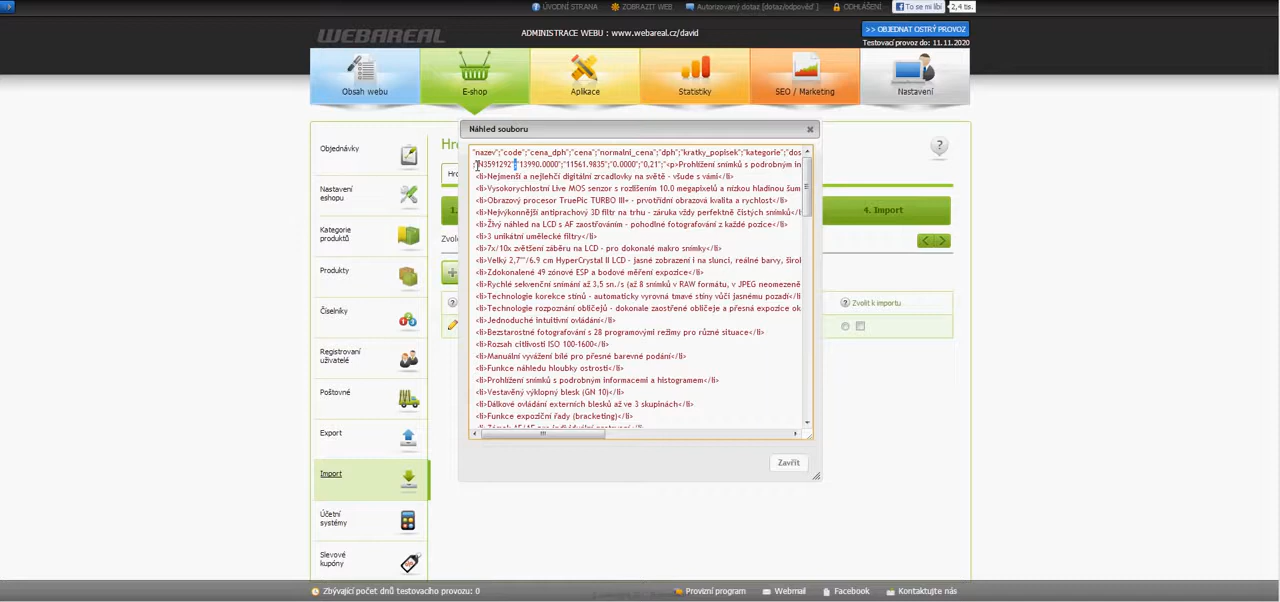 ÚVODNÍ STRANA ZOBRAZIT WEB Autorizovaný dotaz [dotaz/odpověď] ODHLÁŠENÍ To se mi líbí 2,4 tis.
WEBAREAL
ADMINISTRACE WEBU : www.webareal.cz/david
>> OBJEDNAT OSTRÝ PROVOZ
Testovací provoz do: 11.11.2020
Obsah webu
E-shop
Aplikace
Statistiky
SEO / Marketing
Nastavení
Objednávky
Nastavení
eshopu
Kategorie
produktů
Produkty
Číselníky
Registrovaní
uživatelé
Poštovné
Export
Import
Účetní
systémy
Slevové
kupóny
Hro
Hro
1.
4. Import
Zvol
Zvolit k importu
Náhled souboru
"nazev";"code";"cena_dph";"cena";"normalni_cena";"dph";"kratky_popisek";"kategorie";"dos
"13990.0000";"11561.9835";"0.0000";"0,21";"<p>Prohlížení snímků s podrobným in
<li>Nejmenší a nejlehčí digitální zrcadlovky na světě - všude s vámi</li>
<li>Vysokorychlostní Live MOS senzor s rozlišením 10.0 megapixelů a nízkou hladinou šum
<li>Obrazový procesor TruePic TURBO III+ - prvotřídní obrazová kvalita a rychlost</li>
<li>Nejvýkonnější antiprachový 3D filtr na trhu - záruka vždy perfektně čistých snímků</li
<li>Živý náhled na LCD s AF zaostřováním - pohodlné fotografování z každé pozice</li>
<li>3 unikátní umělecké filtry</li>
<li>7x/10x zvětšení záběru na LCD - pro dokonalé makro snímky</li>
<li>Velký 2,7""/6.9 cm HyperCrystal II LCD - jasné zobrazení i na slunci, reálné barvy, širok
<li>Zdokonalené 49 zónové ESP a bodové měření expozice</li>
<li>Rychlé sekvenční snímání až 3,5 sn./s (až 8 snímků v RAW formátu, v JPEG neomezeně
<li>Technologie korekce stínů - automaticky vyrovná tmavé stíny vůči jasnému pozadí</li>
<li>Technologie rozpoznání obličejů - dokonale zaostřené obličeje a přesná expozice ok
<li>Jednoduché intuitivní ovládání</li>
<li>Bezstarostné fotografování s 28 programovými režimy pro různé situace</li>
<li>Rozsah citlivosti ISO 100-1600</li>
<li>Manuální vyvážení bílé pro přesné barevné podání</li>
<li>Funkce náhledu hloubky ostrosti</li>
<li>Prohlížení snímků s podrobným informacemi a histogramem</li>
<li>Vestavěný výklopný blesk (GN 10)</li>
<li>Dálkové ovládání externích blesků až ve 3 skupinách</li>
<li>Funkce expoziční řady (bracketing)</li>
Zavřít
Zbývající počet dnů testovacího provozu: 0
Provizní program
Webmail
Facebook
Kontaktujte nás